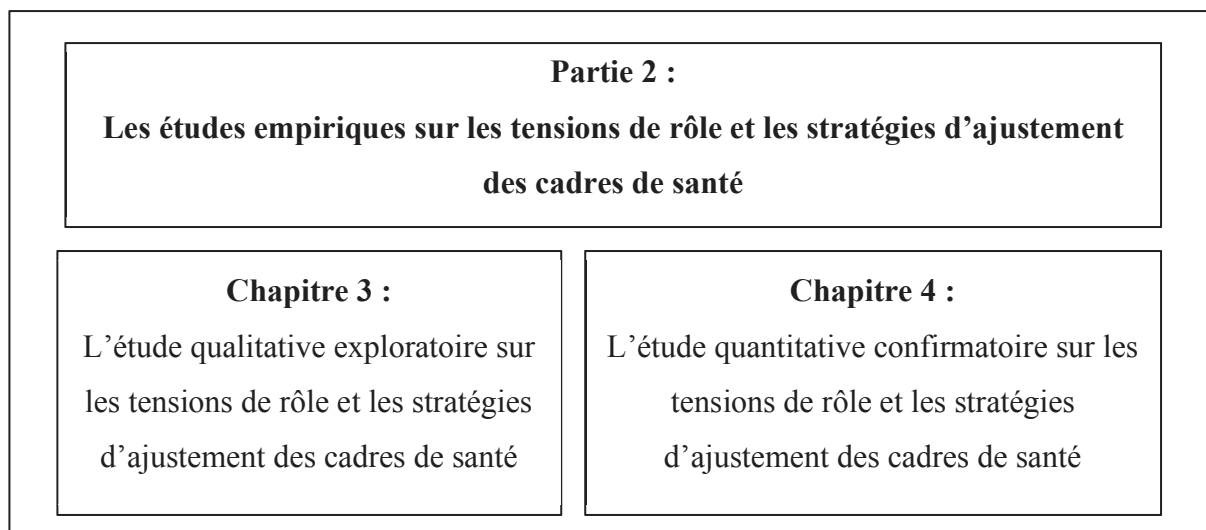 Partie 2 :
Les études empiriques sur les tensions de rôle et les stratégies d’ajustement
des cadres de santé
Chapitre 3 :
L’étude qualitative exploratoire sur
les tensions de rôle et les stratégies
d’ajustement des cadres de santé
Chapitre 4 :
L’étude quantitative confirmatoire sur les
tensions de rôle et les stratégies
d’ajustement des cadres de santé